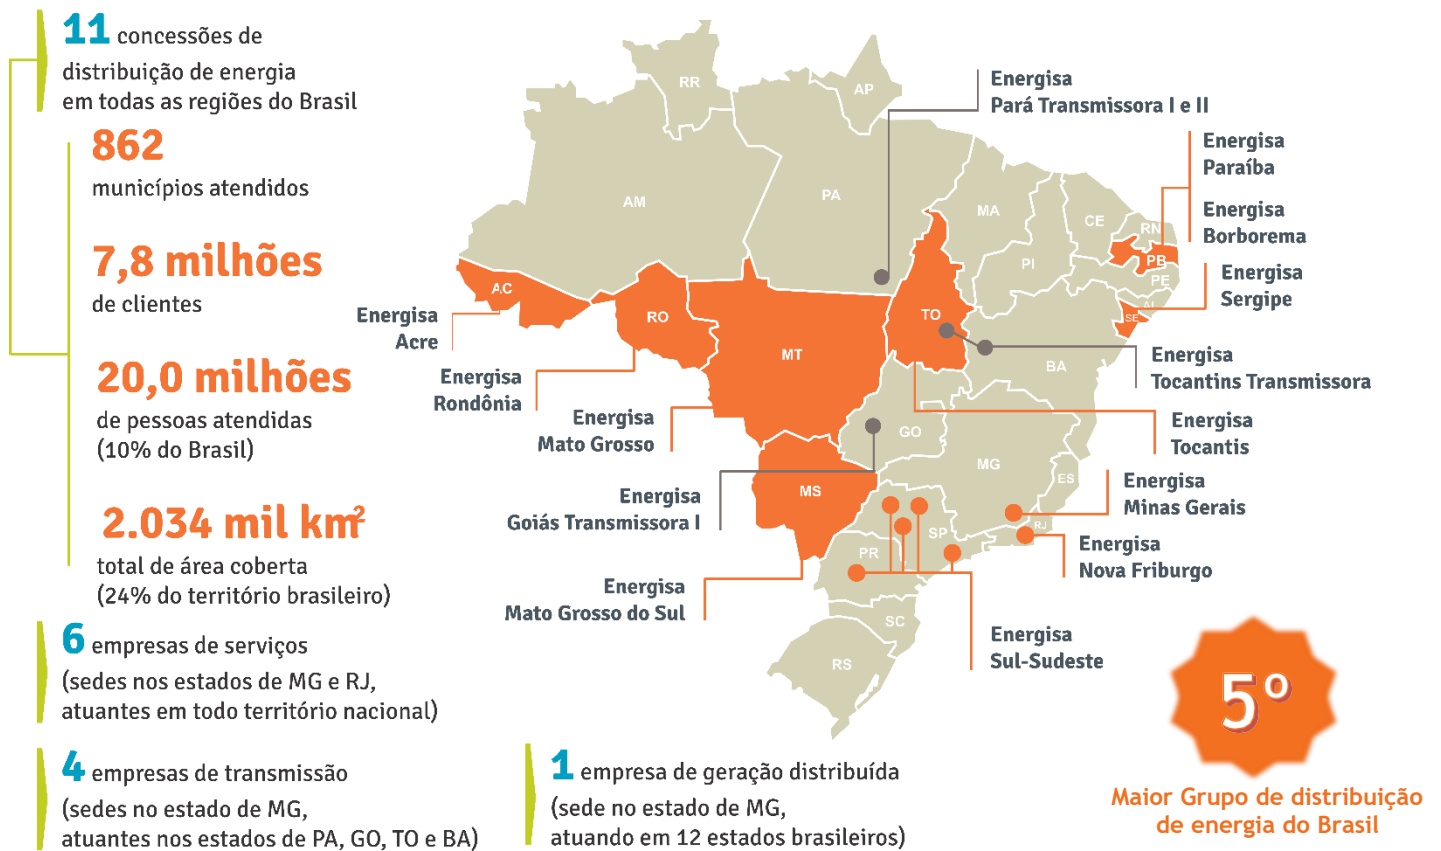 11 concessões de
distribuição de energia
em todas as regiões do Brasil
862
municípios atendidos
7,8 milhões
de clientes
20,0 milhões
de pessoas atendidas
(10% do Brasil)
2.034 mil km²
total de área coberta
(24% do território brasileiro)
6 empresas de serviços
(sedes nos estados de MG e RJ,
atuantes em todo território nacional)
4 empresas de transmissão
(sedes no estado de MG,
atuantes nos estados de PA, GO, TO e BA)
1 empresa de geração distribuída
(sede no estado de MG,
atuando em 12 estados brasileiros)
RR
AP
AM
PA
MA
CE
RN
PB
PE
AL
SE
PI
AC
RO
MT
TO
BA
GO
MG
ES
MS
SP
RJ
PR
SC
RS
Energisa
Pará Transmissora I e II
Energisa
Paraíba
Energisa
Borborema
Energisa
Sergipe
Energisa
Tocantins Transmissora
Energisa
Tocantis
Energisa
Minas Gerais
Energisa
Nova Friburgo
Energisa
Sul-Sudeste
Energisa
Acre
Energisa
Rondônia
Energisa
Mato Grosso
Energisa
Goiás Transmissora I
Energisa
Mato Grosso do Sul
5º
Maior Grupo de distribuição
de energia do Brasil